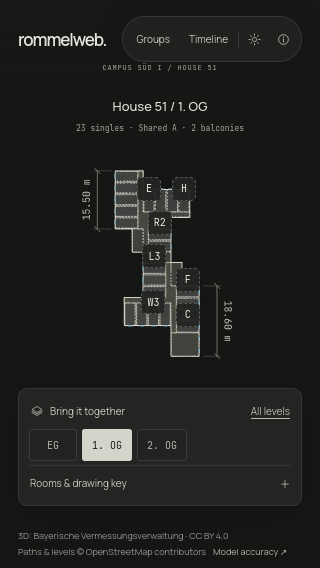 rommelweb.
Groups Timeline
CAMPUS SÜD I / HOUSE 51
House 51 / 1. OG
23 singles · Shared A · 2 balconies
15.50 m
E H
R2
L3
F
W3
C
18.60 m
Bring it together All levels
EG 1. OG 2. OG
Rooms & drawing key +
3D: Bayerische Vermessungsverwaltung · CC BY 4.0
Paths & levels © OpenStreetMap contributors Model accuracy ↗